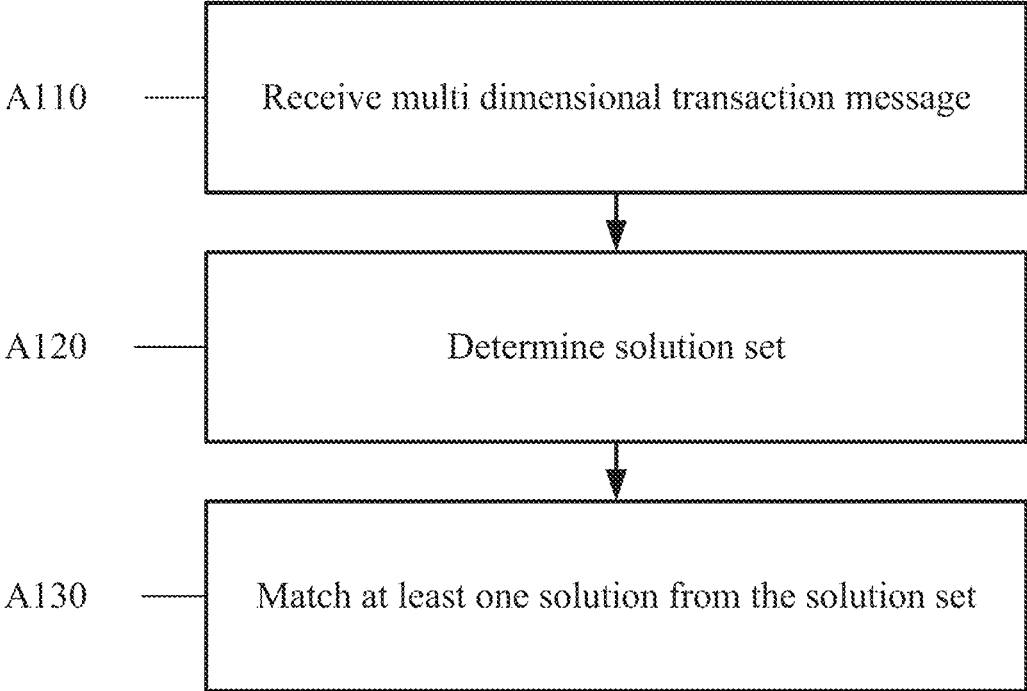 A110
Receive multi dimensional transaction message
A120
Determine solution set
A130
Match at least one solution from the solution set